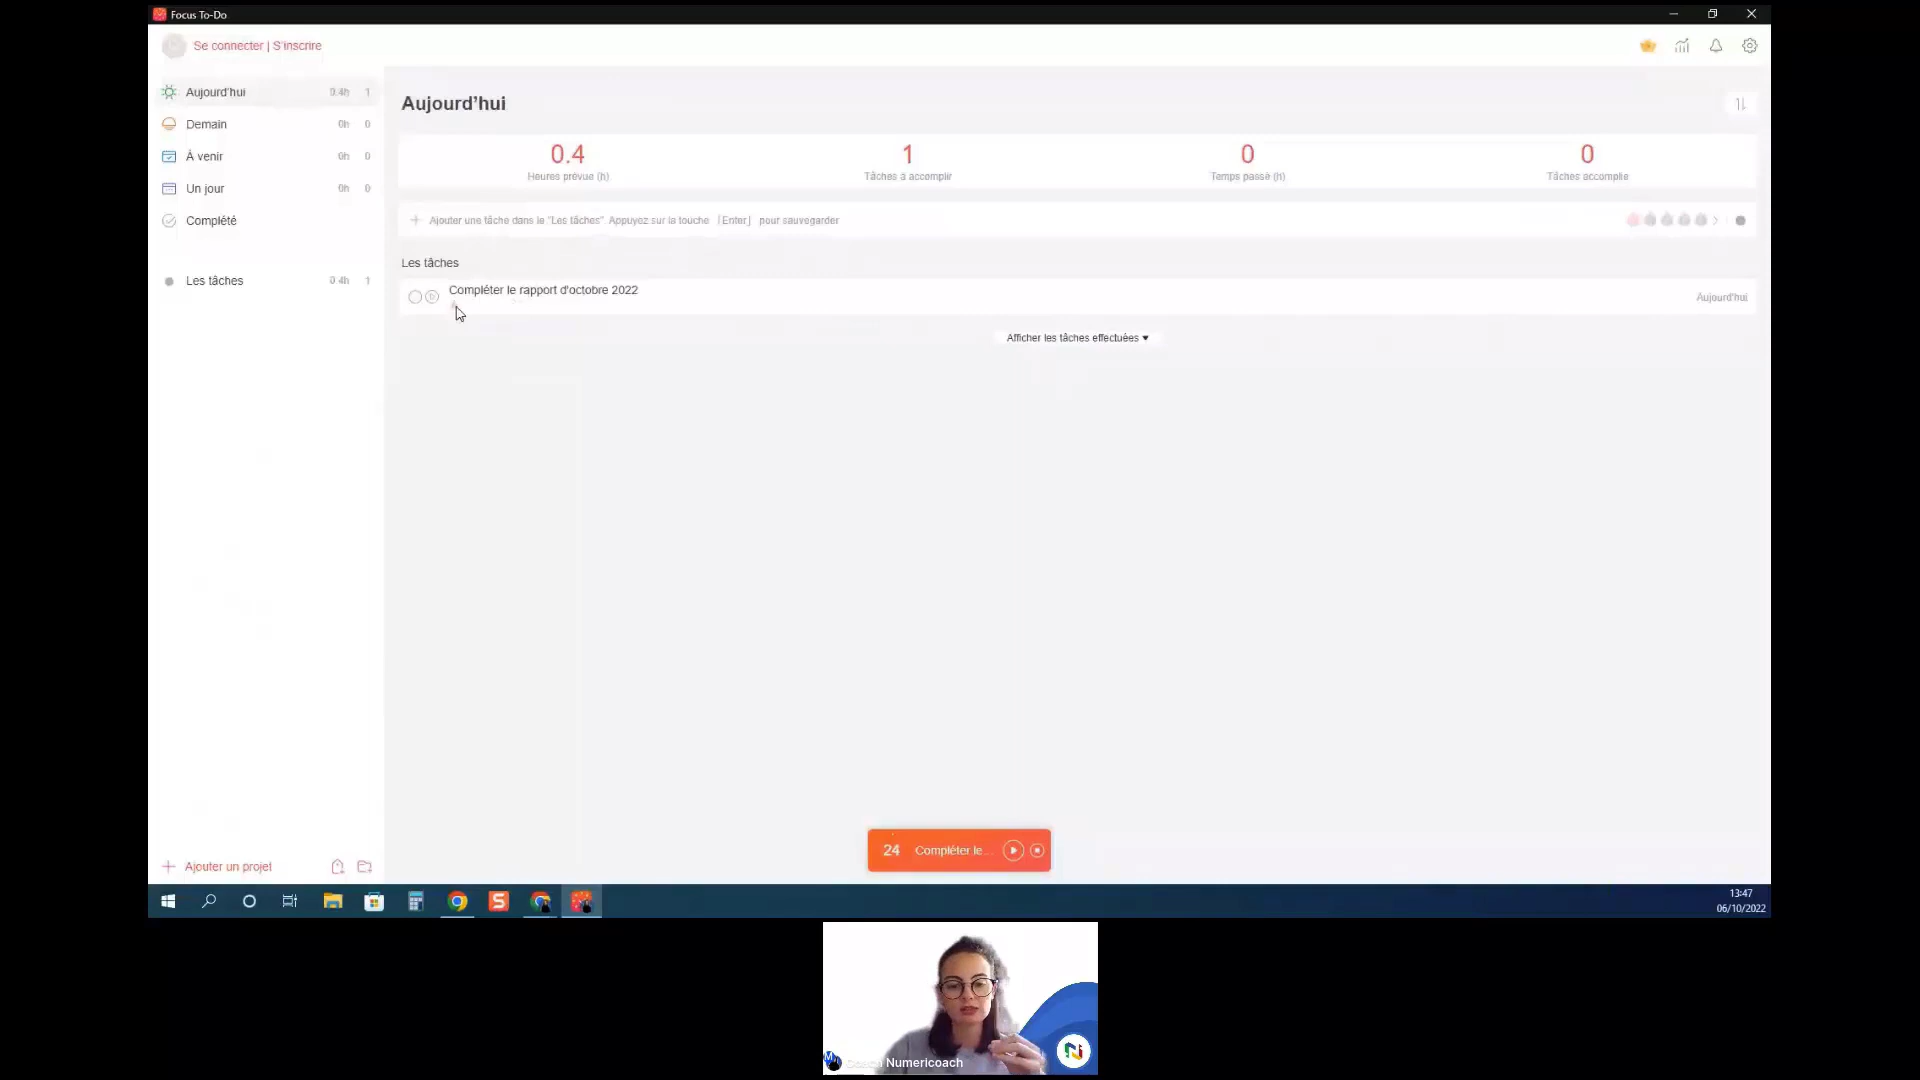 Focus To-Do
Se connecter | S'inscrire
Aujourd'hui 0.4h 1
Demain 0h 0
À venir 0h 0
Un jour 0h 0
Complété
Les tâches 0.4h 1
Ajouter un projet
Aujourd'hui
0.4 1 0 0
Heures prévue (h) Tâches à accomplir Temps passé (h) Tâches accomplie
Ajouter une tâche dans le "Les tâches". Appuyez sur la touche [Enter] pour sauvegarder
Les tâches
Compléter le rapport d'octobre 2022
Aujourd'hui
Afficher les tâches effectuées ▾
24 Compléter le...
13:47
06/10/2022
Numericoach